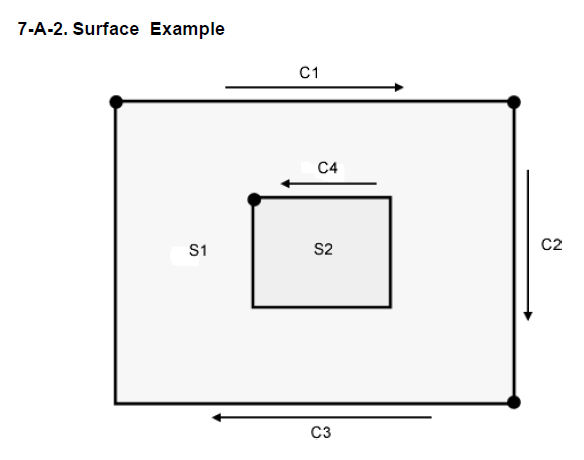 7-A-2. Surface Example
C1
C4
S1
S2
C2
C3